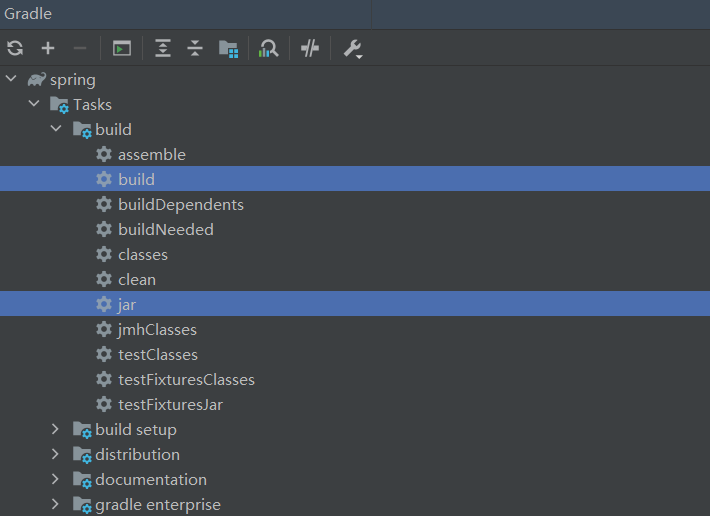 Gradle
spring
Tasks
build
assemble
build
buildDependents
buildNeeded
classes
clean
jar
jmhClasses
testClasses
testFixturesClasses
testFixturesJar
build setup
distribution
documentation
gradle enterprise